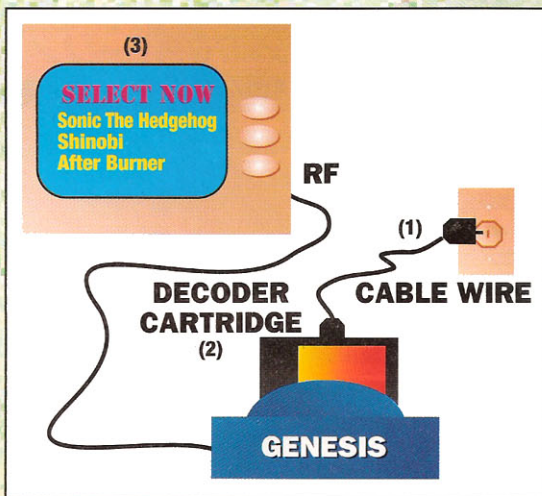 (3)
SELECT NOW
Sonic The Hedgehog
Shinobi
After Burner
RF
(1)
DECODER
CARTRIDGE
(2)
CABLE WIRE
GENESIS